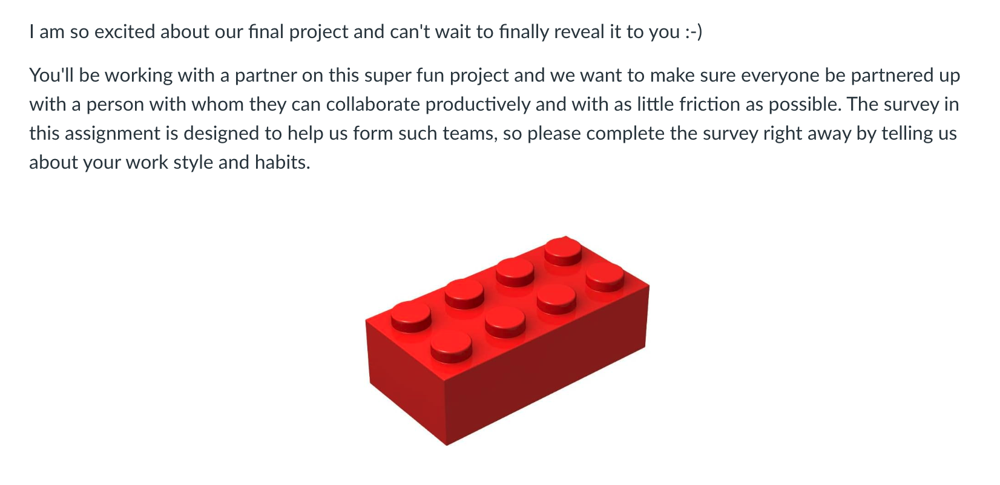 I am so excited about our final project and can't wait to finally reveal it to you :-)
You'll be working with a partner on this super fun project and we want to make sure everyone be partnered up
with a person with whom they can collaborate productively and with as little friction as possible. The survey in
this assignment is designed to help us form such teams, so please complete the survey right away by telling us
about your work style and habits.